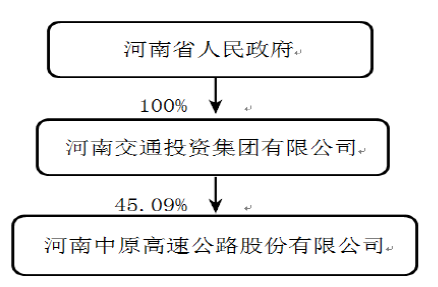 河南省人民政府
100%
河南交通投资集团有限公司
45.09%
河南中原高速公路股份有限公司